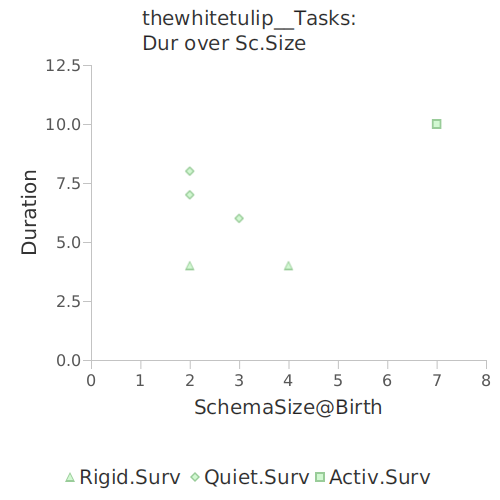 thewhitetulip__Tasks:
Dur over Sc.Size
12.5
10.0
7.5
5.0
2.5
0.0
Duration
0 1 2 3 4 5 6 7 8
SchemaSize@Birth
Rigid.Surv Quiet.Surv Activ.Surv